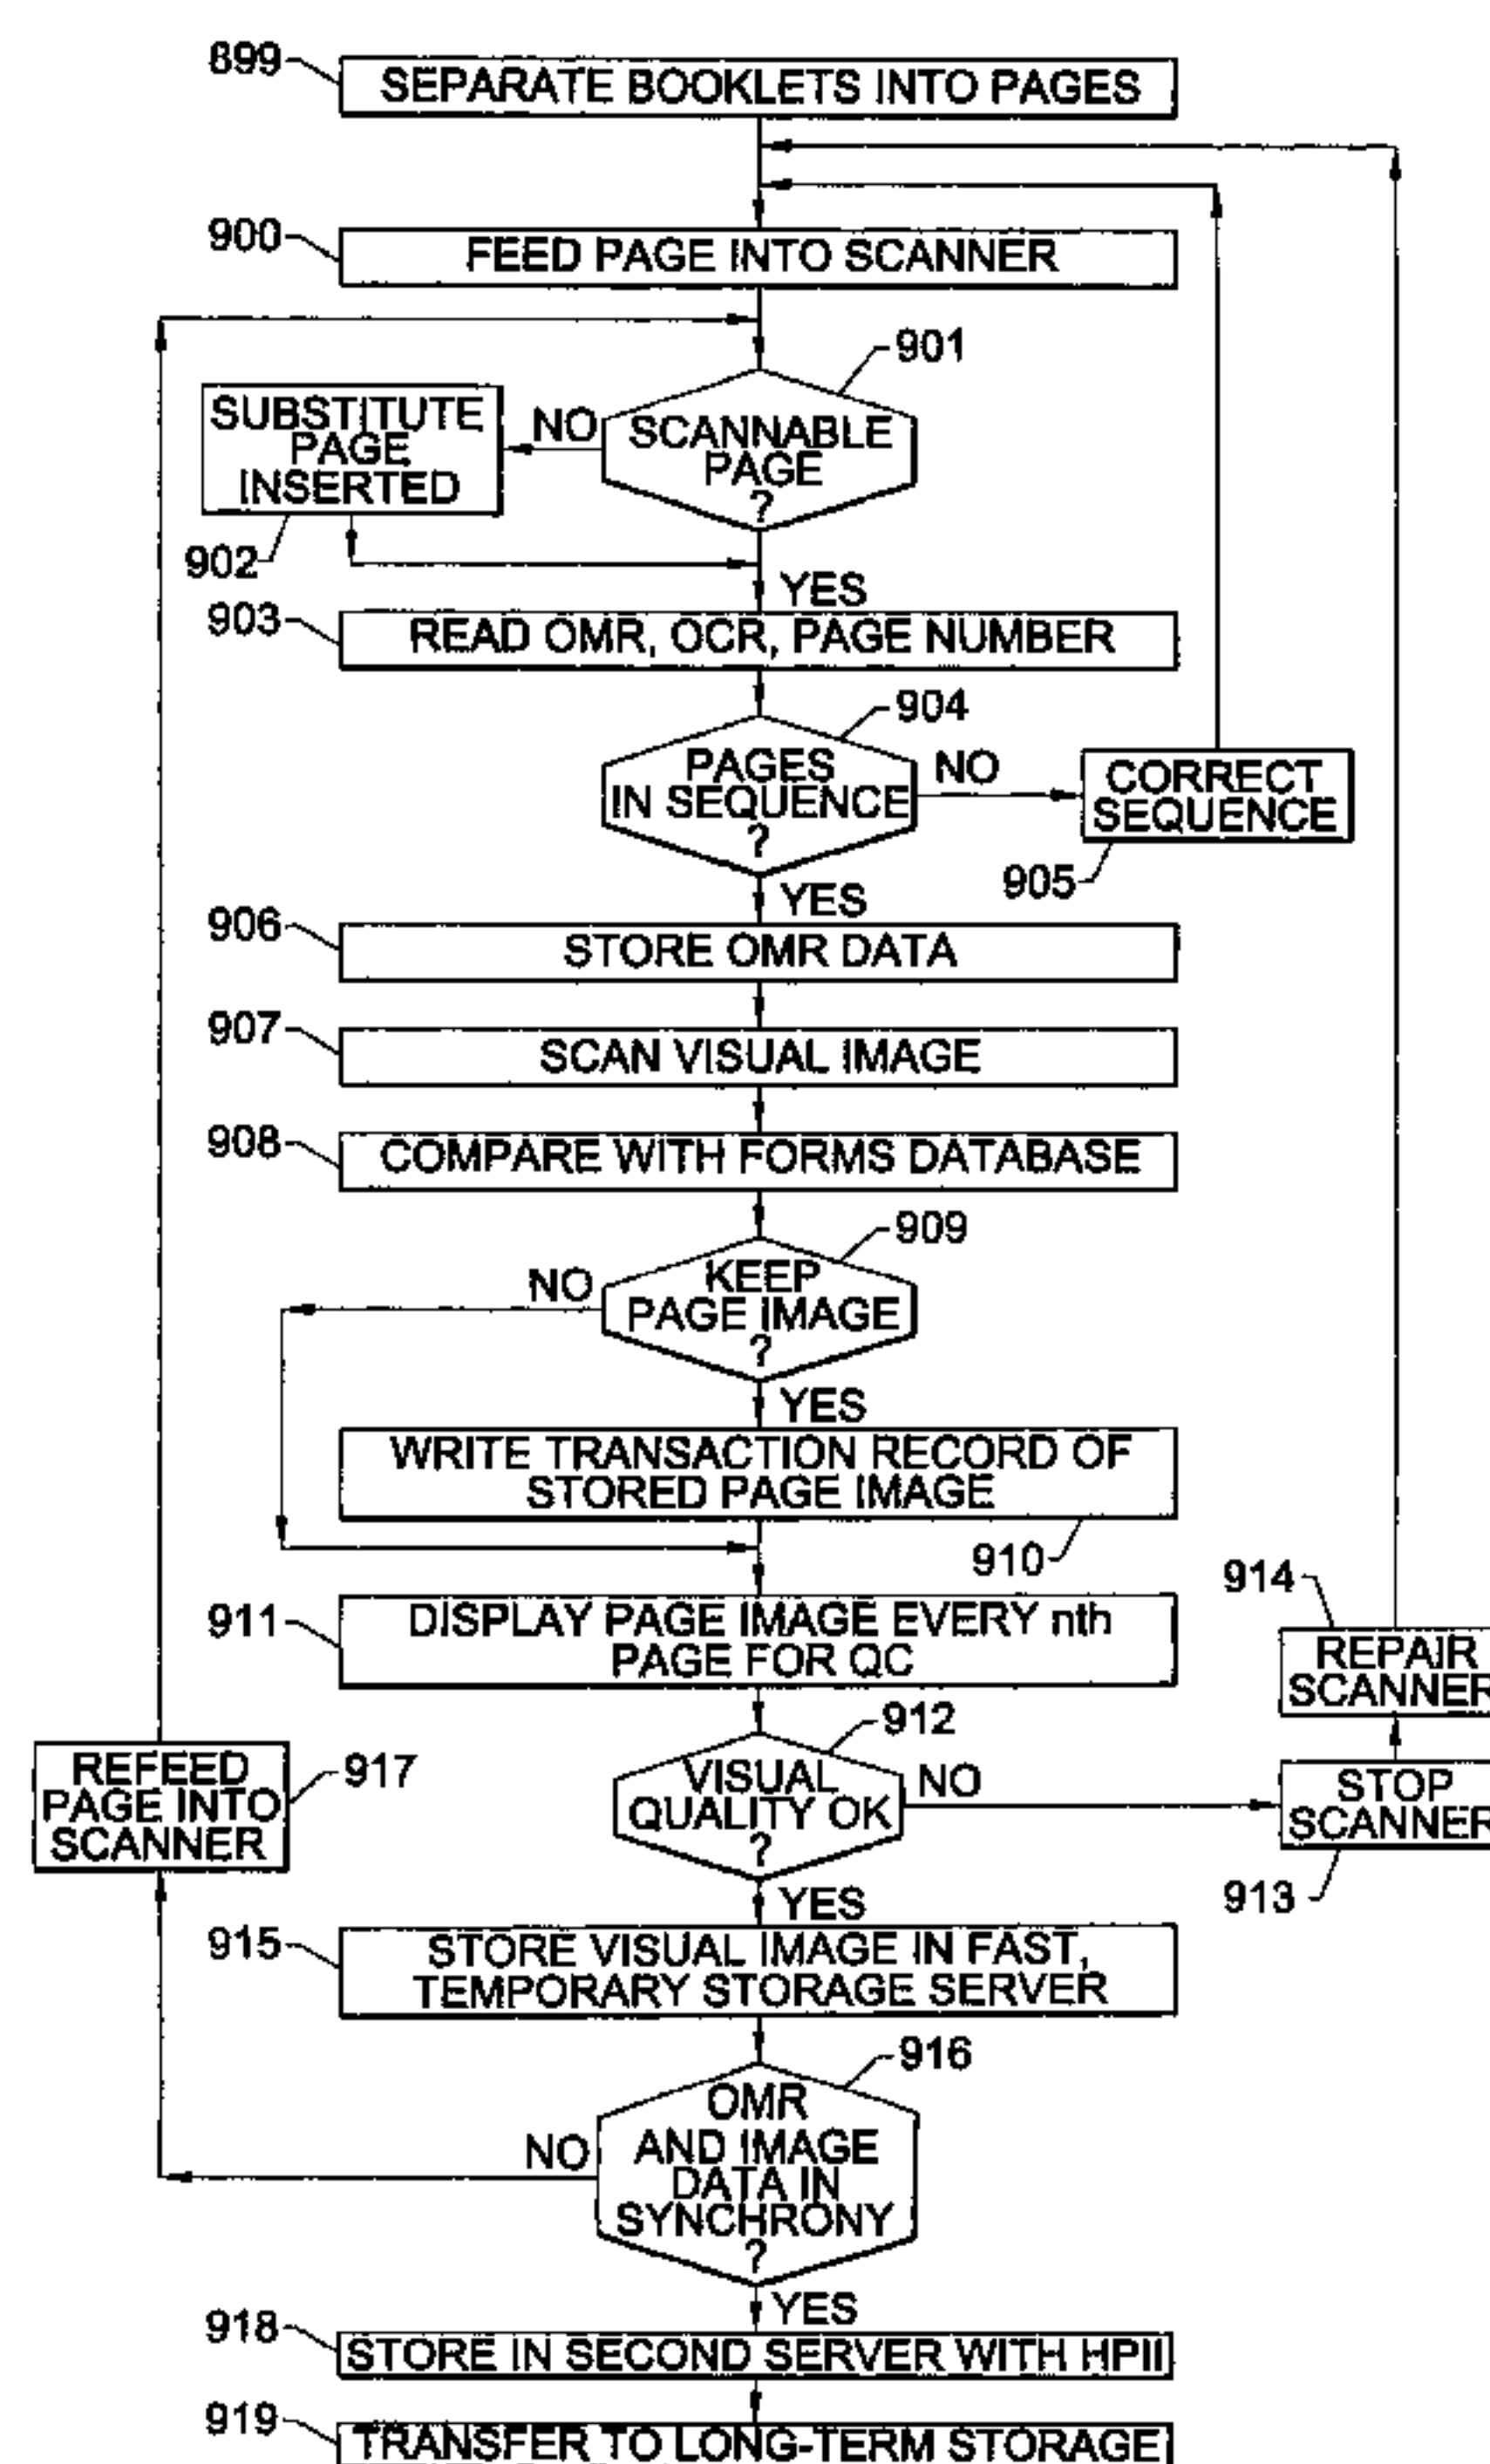 899
SEPARATE BOOKLETS INTO PAGES
900
FEED PAGE INTO SCANNER
901
SCANNABLE
PAGE
?
NO
SUBSTITUTE
PAGE
INSERTED
902
YES
903
READ OMR, OCR, PAGE NUMBER
904
PAGES
IN SEQUENCE
?
NO
CORRECT
SEQUENCE
905
YES
906
STORE OMR DATA
907
SCAN VISUAL IMAGE
908
COMPARE WITH FORMS DATABASE
909
KEEP
PAGE IMAGE
?
NO
YES
WRITE TRANSACTION RECORD OF
STORED PAGE IMAGE
910
911
DISPLAY PAGE IMAGE EVERY nth
PAGE FOR QC
912
VISUAL
QUALITY OK
?
NO
914
REPAIR
SCANNER
STOP
SCANNER
913
REFEED
PAGE INTO
SCANNER
917
YES
915
STORE VISUAL IMAGE IN FAST,
TEMPORARY STORAGE SERVER
916
OMR
AND IMAGE
DATA IN
SYNCHRONY
?
NO
YES
918
STORE IN SECOND SERVER WITH HPII
919
TRANSFER TO LONG-TERM STORAGE